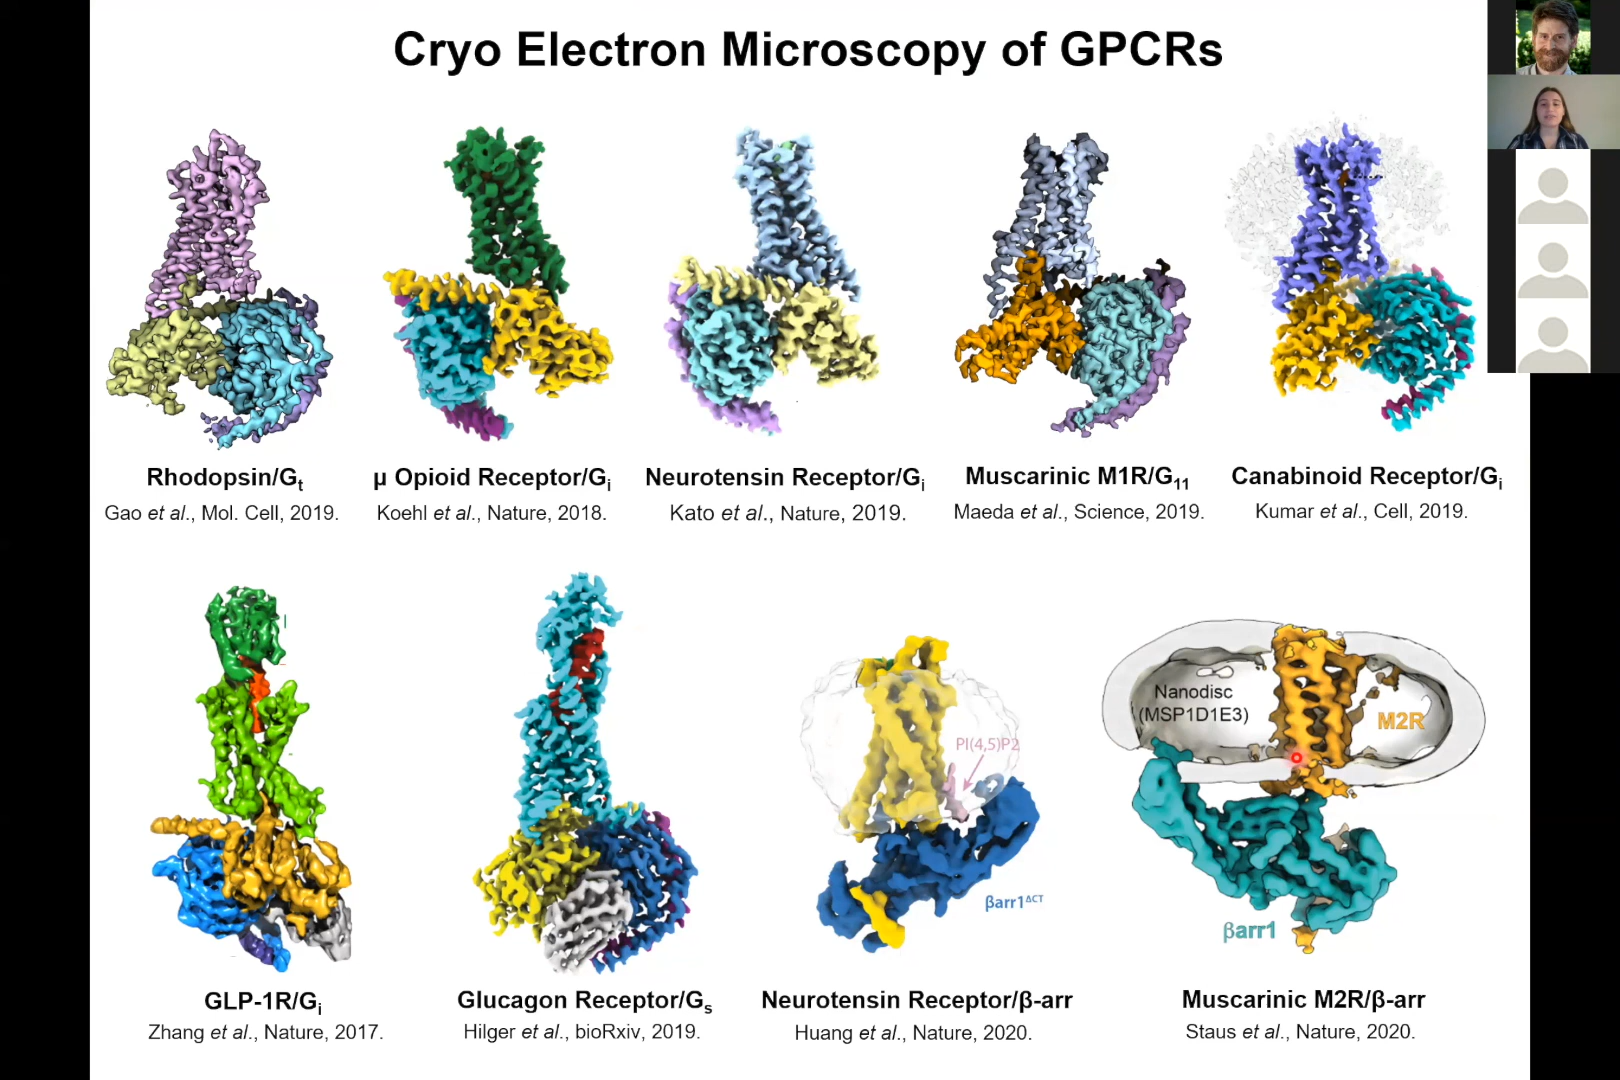 Cryo Electron Microscopy of GPCRs
Rhodopsin/Gt
Gao et al., Mol. Cell, 2019.
µ Opioid Receptor/Gi
Koehl et al., Nature, 2018.
Neurotensin Receptor/Gi
Kato et al., Nature, 2019.
Muscarinic M1R/G11
Maeda et al., Science, 2019.
Canabinoid Receptor/Gi
Kumar et al., Cell, 2019.
PI(4,5)P2
βarr1ΔCT
Nanodisc
(MSP1D1E3)
M2R
βarr1
GLP-1R/Gi
Zhang et al., Nature, 2017.
Glucagon Receptor/Gs
Hilger et al., bioRxiv, 2019.
Neurotensin Receptor/β-arr
Huang et al., Nature, 2020.
Muscarinic M2R/β-arr
Staus et al., Nature, 2020.